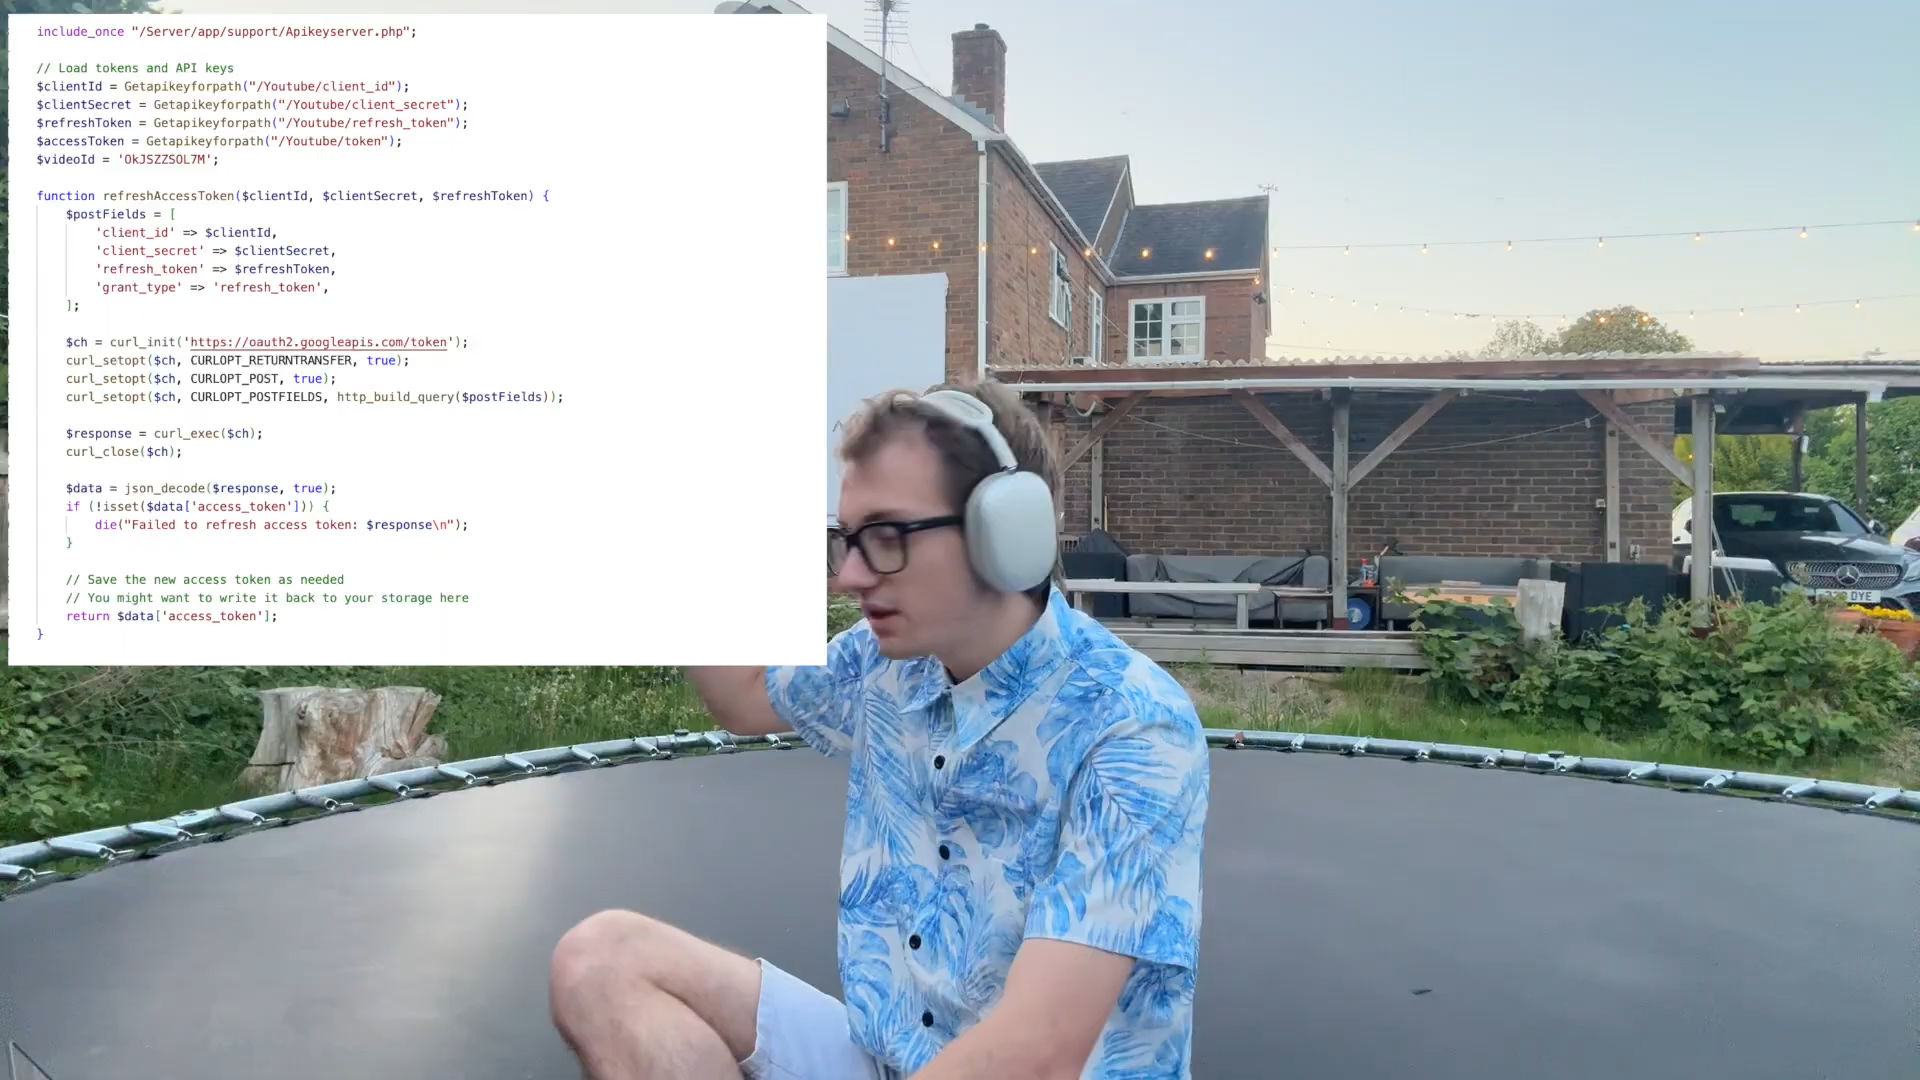 include_once "/Server/app/support/Apikeyserver.php";
// Load tokens and API keys
$clientId = Getapikeyforpath("/Youtube/client_id");
$clientSecret = Getapikeyforpath("/Youtube/client_secret");
$refreshToken = Getapikeyforpath("/Youtube/refresh_token");
$accessToken = Getapikeyforpath("/Youtube/token");
$videoId = 'OkJSZZSOL7M';
function refreshAccessToken($clientId, $clientSecret, $refreshToken) {
$postFields = [
'client_id' => $clientId,
'client_secret' => $clientSecret,
'refresh_token' => $refreshToken,
'grant_type' => 'refresh_token',
];
$ch = curl_init('https://oauth2.googleapis.com/token');
curl_setopt($ch, CURLOPT_RETURNTRANSFER, true);
curl_setopt($ch, CURLOPT_POST, true);
curl_setopt($ch, CURLOPT_POSTFIELDS, http_build_query($postFields));
$response = curl_exec($ch);
curl_close($ch);
$data = json_decode($response, true);
if (!isset($data['access_token'])) {
die("Failed to refresh access token: $response\n");
}
// Save the new access token as needed
// You might want to write it back to your storage here
return $data['access_token'];
}